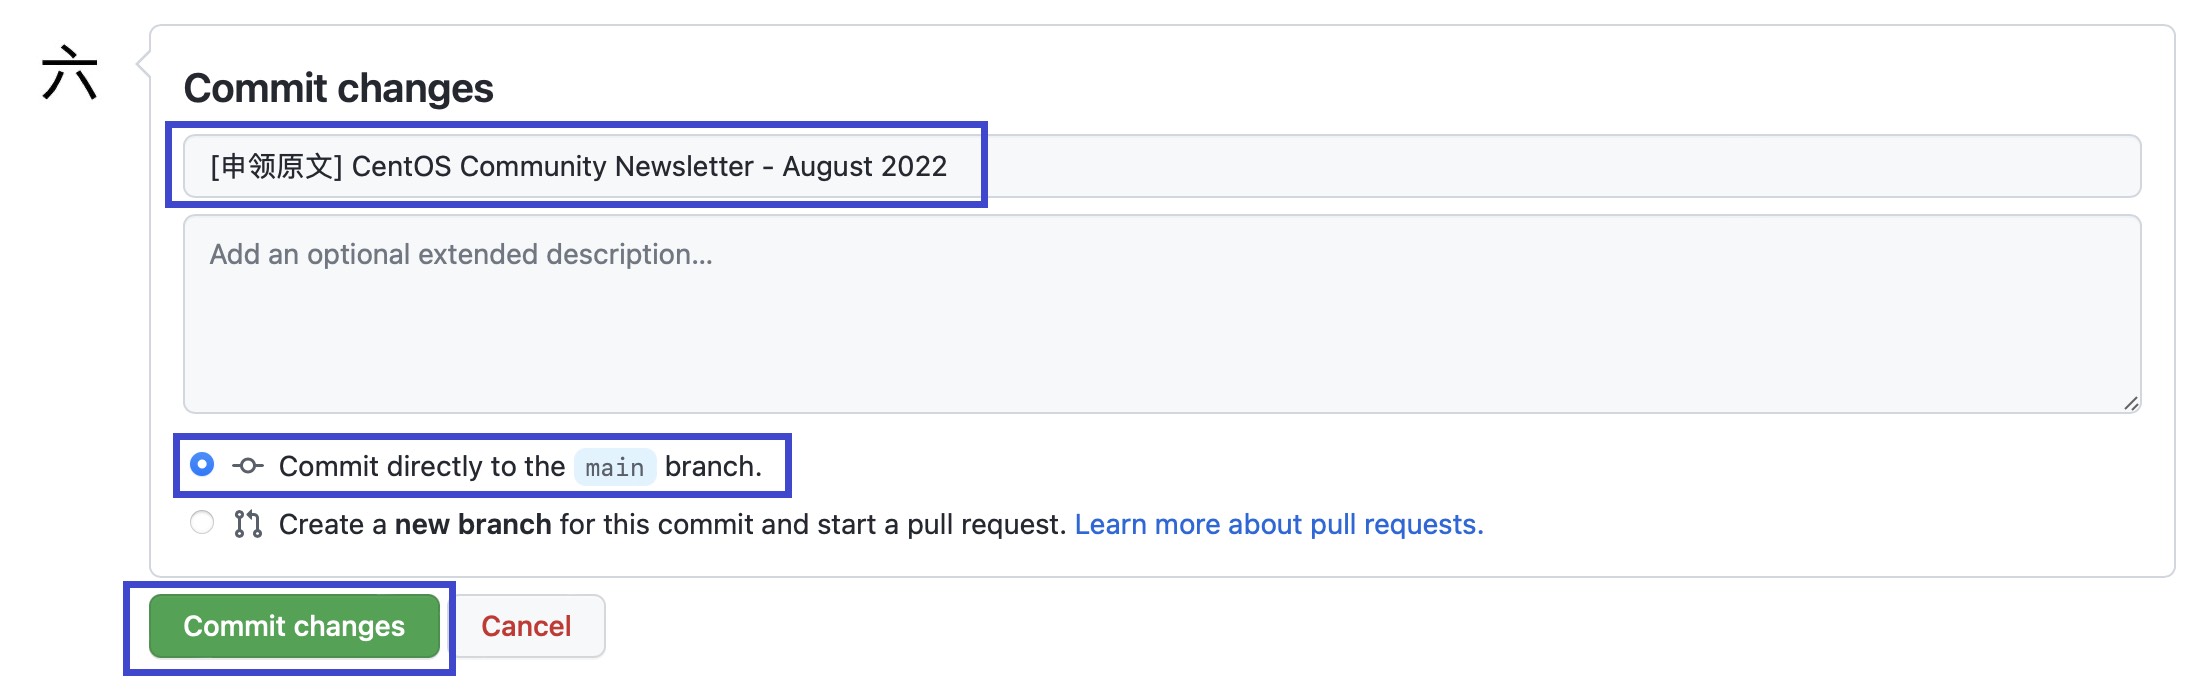 六
Commit changes
[申领原文] CentOS Community Newsletter - August 2022
Add an optional extended description...
Commit directly to the main branch.
Create a new branch for this commit and start a pull request. Learn more about pull requests.
Commit changes
Cancel